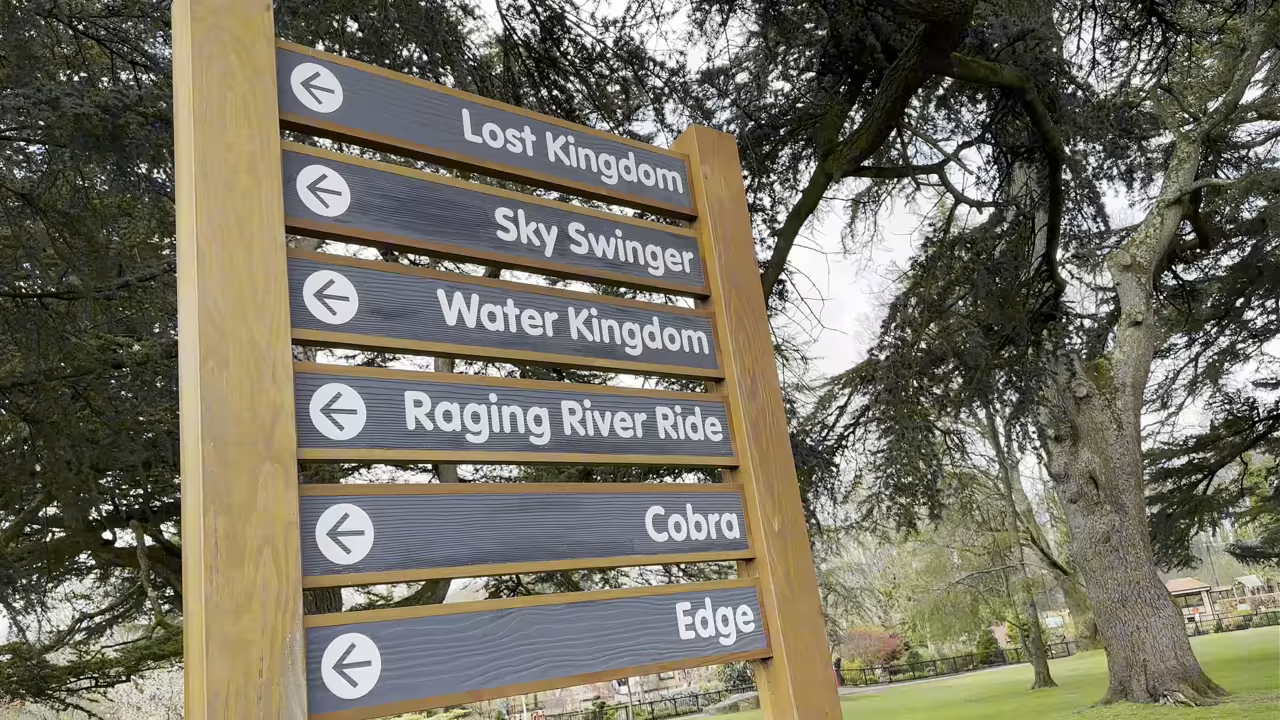 Lost Kingdom
Sky Swinger
Water Kingdom
Raging River Ride
Cobra
Edge